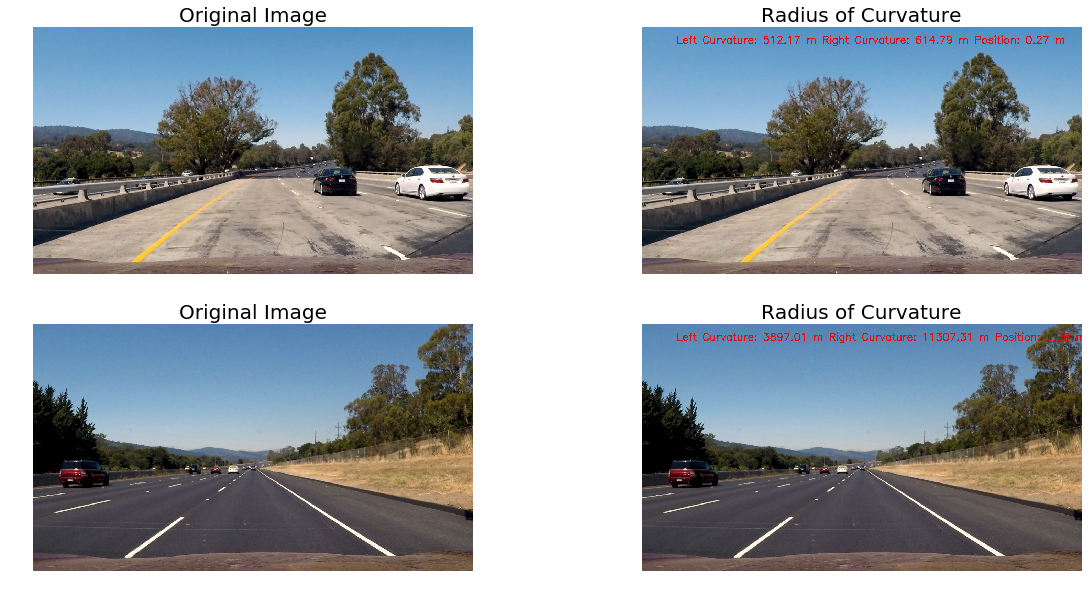 Original Image
Radius of Curvature
Left Curvature: 512.17 m Right Curvature: 614.79 m Position: 0.27 m
Original Image
Radius of Curvature
Left Curvature: 3897.01 m Right Curvature: 11307.31 m Position: